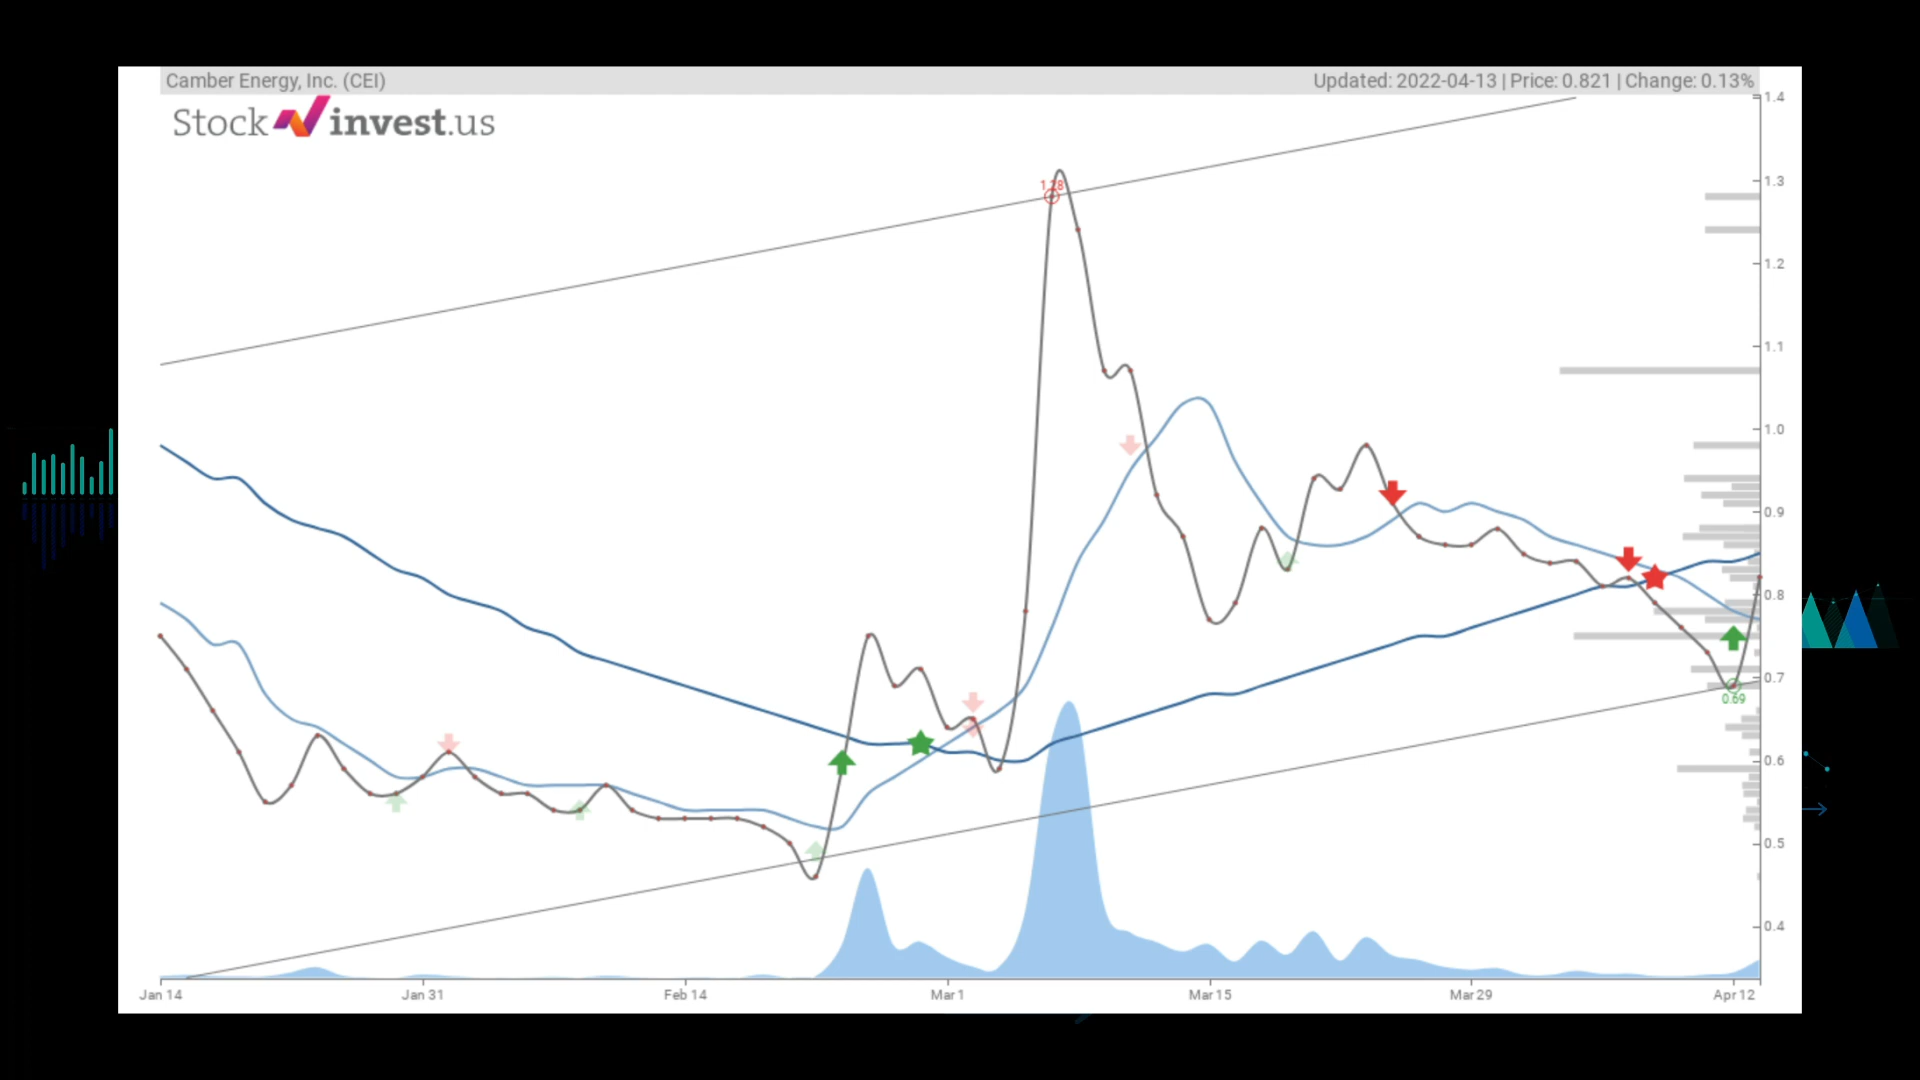 Camber Energy, Inc. (CEI)
Updated: 2022-04-13 | Price: 0.821 | Change: 0.13%
Stock invest.us
1.4
1.28
1.3
1.2
1.1
1.0
0.9
0.8
0.7
0.69
0.6
0.5
0.4
Jan 14
Jan 31
Feb 14
Mar 1
Mar 15
Mar 29
Apr 12